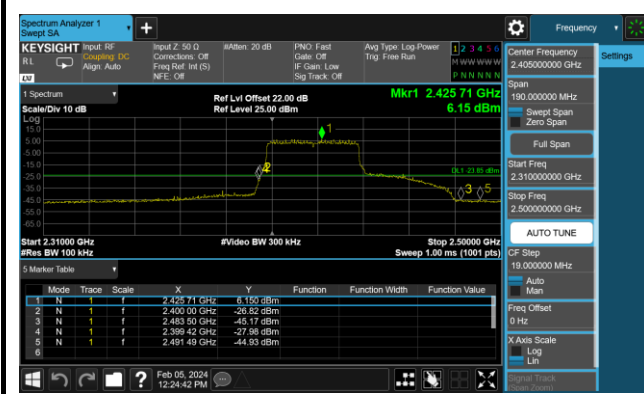 Spectrum Analyzer 1
Swept SA
+
Frequency
Settings
KEYSIGHT Input: RF Input Z: 50 Ω #Atten: 20 dB PNO: Fast Avg Type: Log-Power 1 2 3 4 5 6
R L Coupling: DC Corrections: Off Gate: Off Trig: Free Run M W W W W W
Align: Auto Freq Ref: Int (S) IF Gain: Low P N N N N N
NFE: Off Sig Track: Off
LXI
Center Frequency
2.405000000 GHz
Span
190.000000 MHz
Swept Span
Zero Span
Full Span
Start Freq
2.310000000 GHz
Stop Freq
2.500000000 GHz
AUTO TUNE
CF Step
19.000000 MHz
Auto
Man
Freq Offset
0 Hz
X Axis Scale
Log
Lin
Signal Track
(Span Zoom)
1 Spectrum
Ref Lvl Offset 22.00 dB Mkr1 2.425 71 GHz
Scale/Div 10 dB Ref Level 25.00 dBm 6.15 dBm
Log
15.0
5.00
-5.00
-15.0
-25.0
-35.0
-45.0
-55.0
-65.0
1
2
3
5
DL1 -23.85 dBm
Start 2.31000 GHz #Video BW 300 kHz Stop 2.50000 GHz
#Res BW 100 kHz Sweep 1.00 ms (1001 pts)
5 Marker Table
Mode Trace Scale X Y Function Function Width Function Value
1 N 1 f 2.425 71 GHz 6.150 dBm
2 N 1 f 2.400 00 GHz -26.82 dBm
3 N 1 f 2.483 50 GHz -45.17 dBm
4 N 1 f 2.399 42 GHz -27.98 dBm
5 N 1 f 2.491 49 GHz -44.93 dBm
6
? Feb 05, 2024
12:24:42 PM